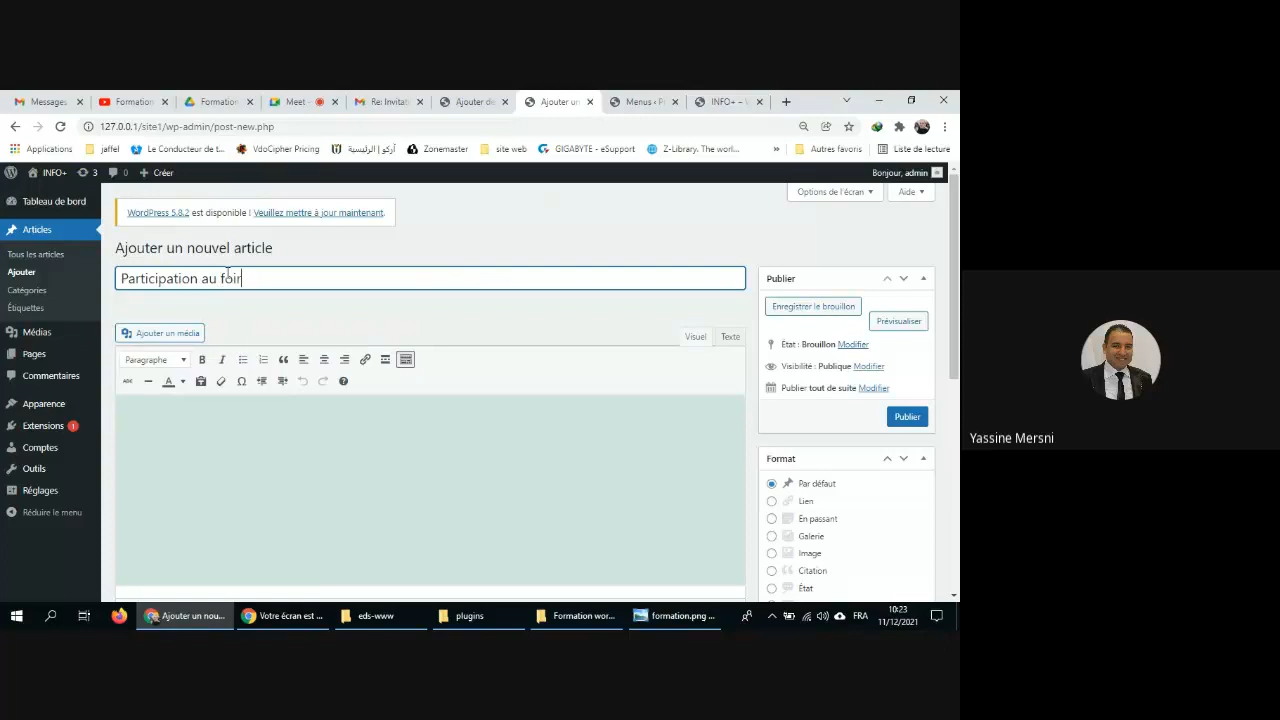 Messages
Formation
Formation
Meet -
Re: Invitati
Ajouter de
Ajouter un
Menus ‹ P
INFO+ – V
127.0.0.1/site1/wp-admin/post-new.php
Applications
jaffel
Le Conducteur de t...
VdoCipher Pricing
أركو | الرئيسية
Zonemaster
site web
GIGABYTE - eSupport
Z-Library. The worl...
»
Autres favoris
Liste de lecture
INFO+
3
0
Créer
Bonjour, admin
Tableau de bord
Articles
Tous les articles
Ajouter
Catégories
Étiquettes
Médias
Pages
Commentaires
Apparence
Extensions 1
Comptes
Outils
Réglages
Réduire le menu
Options de l'écran
Aide
WordPress 5.8.2 est disponible ! Veuillez mettre à jour maintenant.
Ajouter un nouvel article
Participation au foir
Ajouter un média
Visuel
Texte
Paragraphe
B I
ABC
A
Publier
Enregistrer le brouillon
Prévisualiser
État : Brouillon Modifier
Visibilité : Publique Modifier
Publier tout de suite Modifier
Publier
Format
Par défaut
Lien
En passant
Galerie
Image
Citation
État
Yassine Mersni
Ajouter un nou...
Votre écran est ...
eds-www
plugins
Formation wor...
formation.png ...
FRA
10:23
11/12/2021